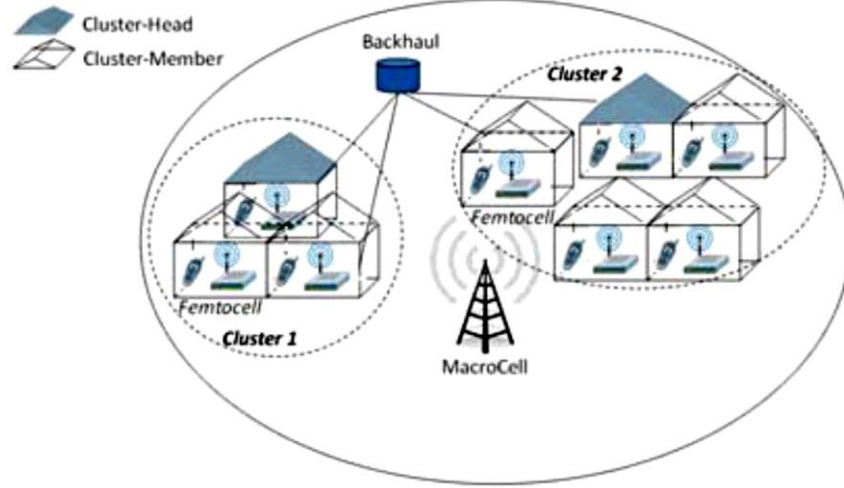 Cluster-Head
Cluster-Member
Backhaul
Cluster 2
Femtocell
Femtocell
Cluster 1
MacroCell